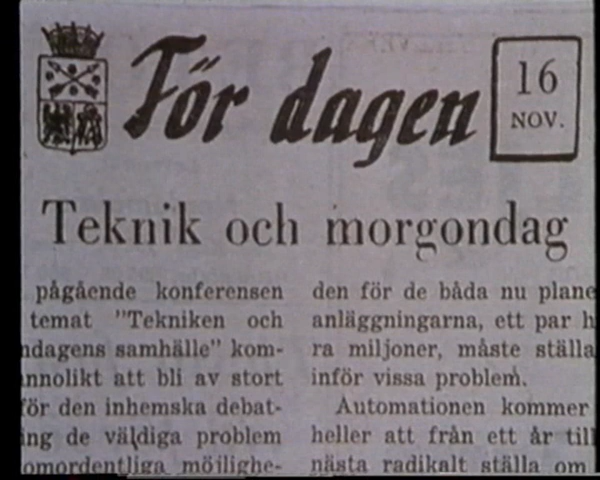 För dagen
16
NOV.
Teknik och morgondag
pågående konferensen
temat "Tekniken och
ndagens samhälle" kom-
nnolikt att bli av stort
för den inhemska debat-
ing de väldiga problem
omordentliga möjlighe-
den för de båda nu plane
anläggningarna, ett par h
ra miljoner, måste ställa
inför vissa problem.
Automationen kommer
heller att från ett år till
nästa radikalt ställa om